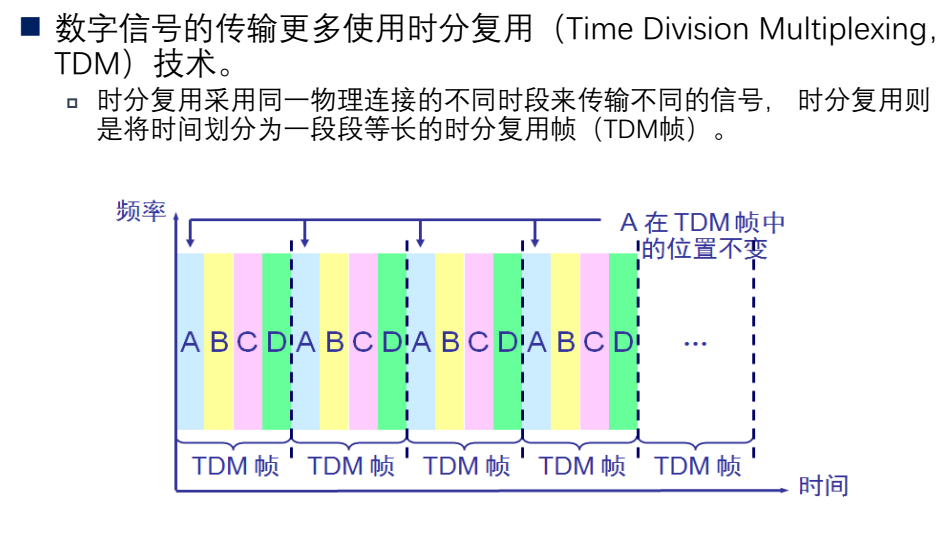 数字信号的传输更多使用时分复用（Time Division Multiplexing，
TDM）技术。
时分复用采用同一物理连接的不同时段来传输不同的信号， 时分复用则
是将时间划分为一段段等长的时分复用帧（TDM帧）。
频率
A 在 TDM 帧中
的位置不变
A B C D A B C D A B C D A B C D …
TDM 帧 TDM 帧 TDM 帧 TDM 帧 TDM 帧
时间